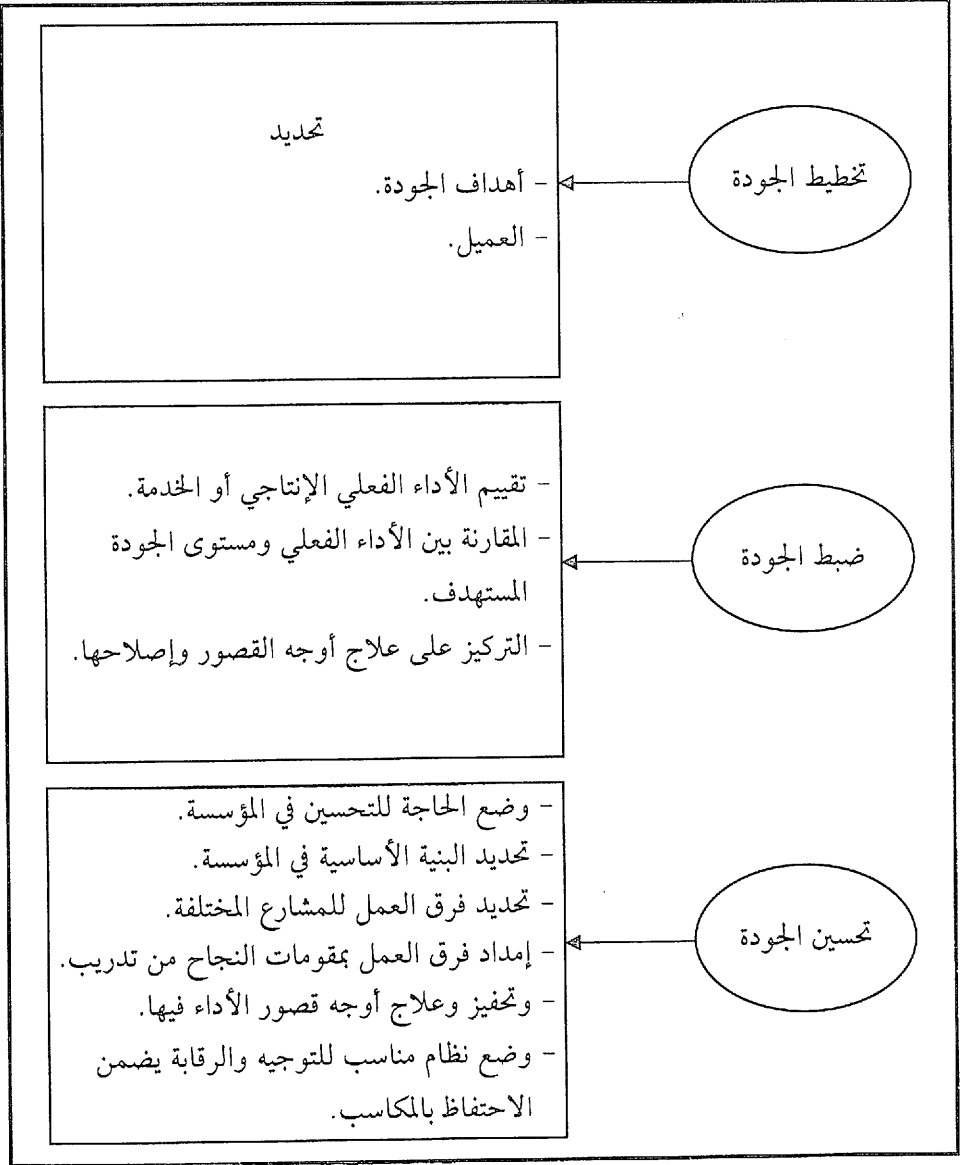 تخطيط الجودة
تحديد
- أهداف الجودة.
- العميل.
ضبط الجودة
- تقييم الأداء الفعلي الإنتاجي أو الخدمة.
- المقارنة بين الأداء الفعلي ومستوى الجودة
المستهدف.
- التركيز على علاج أوجه القصور وإصلاحها.
تحسين الجودة
- وضع الحاجة للتحسين في المؤسسة.
- تحديد البنية الأساسية في المؤسسة.
- تحديد فرق العمل للمشارع المختلفة.
- إمداد فرق العمل بمقومات النجاح من تدريب.
- وتحفيز وعلاج أوجه قصور الأداء فيها.
- وضع نظام مناسب للتوجيه والرقابة يضمن
الاحتفاظ بالمكاسب.